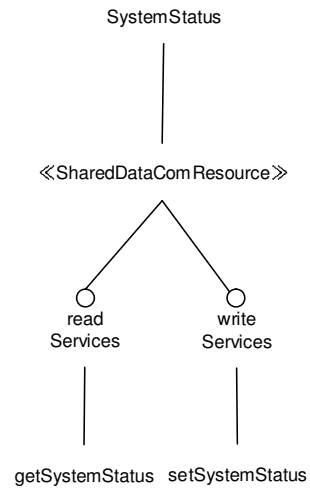 SystemStatus
≪SharedDataComResource≫
read
Services
write
Services
getSystemStatus
setSystemStatus